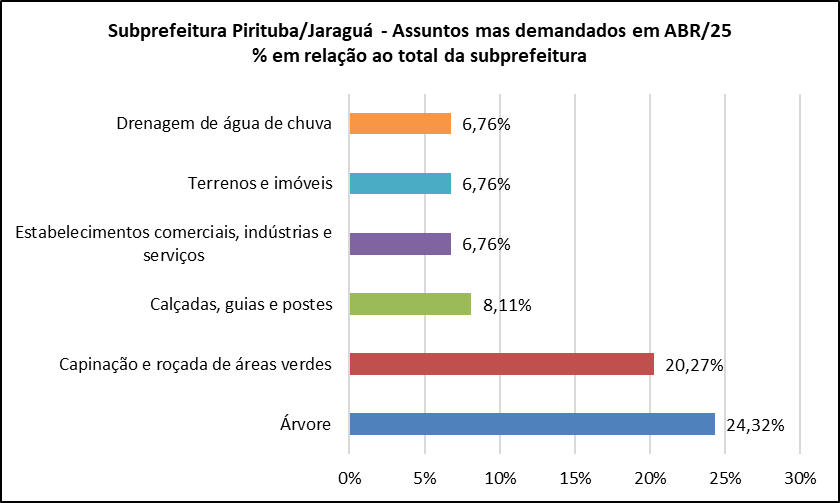 Subprefeitura Pirituba/Jaraguá - Assuntos mas demandados em ABR/25
% em relação ao total da subprefeitura
Drenagem de água de chuva
6,76%
Terrenos e imóveis
6,76%
Estabelecimentos comerciais, indústrias e
serviços
6,76%
Calçadas, guias e postes
8,11%
Capinação e roçada de áreas verdes
20,27%
Árvore
24,32%
0%
5%
10%
15%
20%
25%
30%